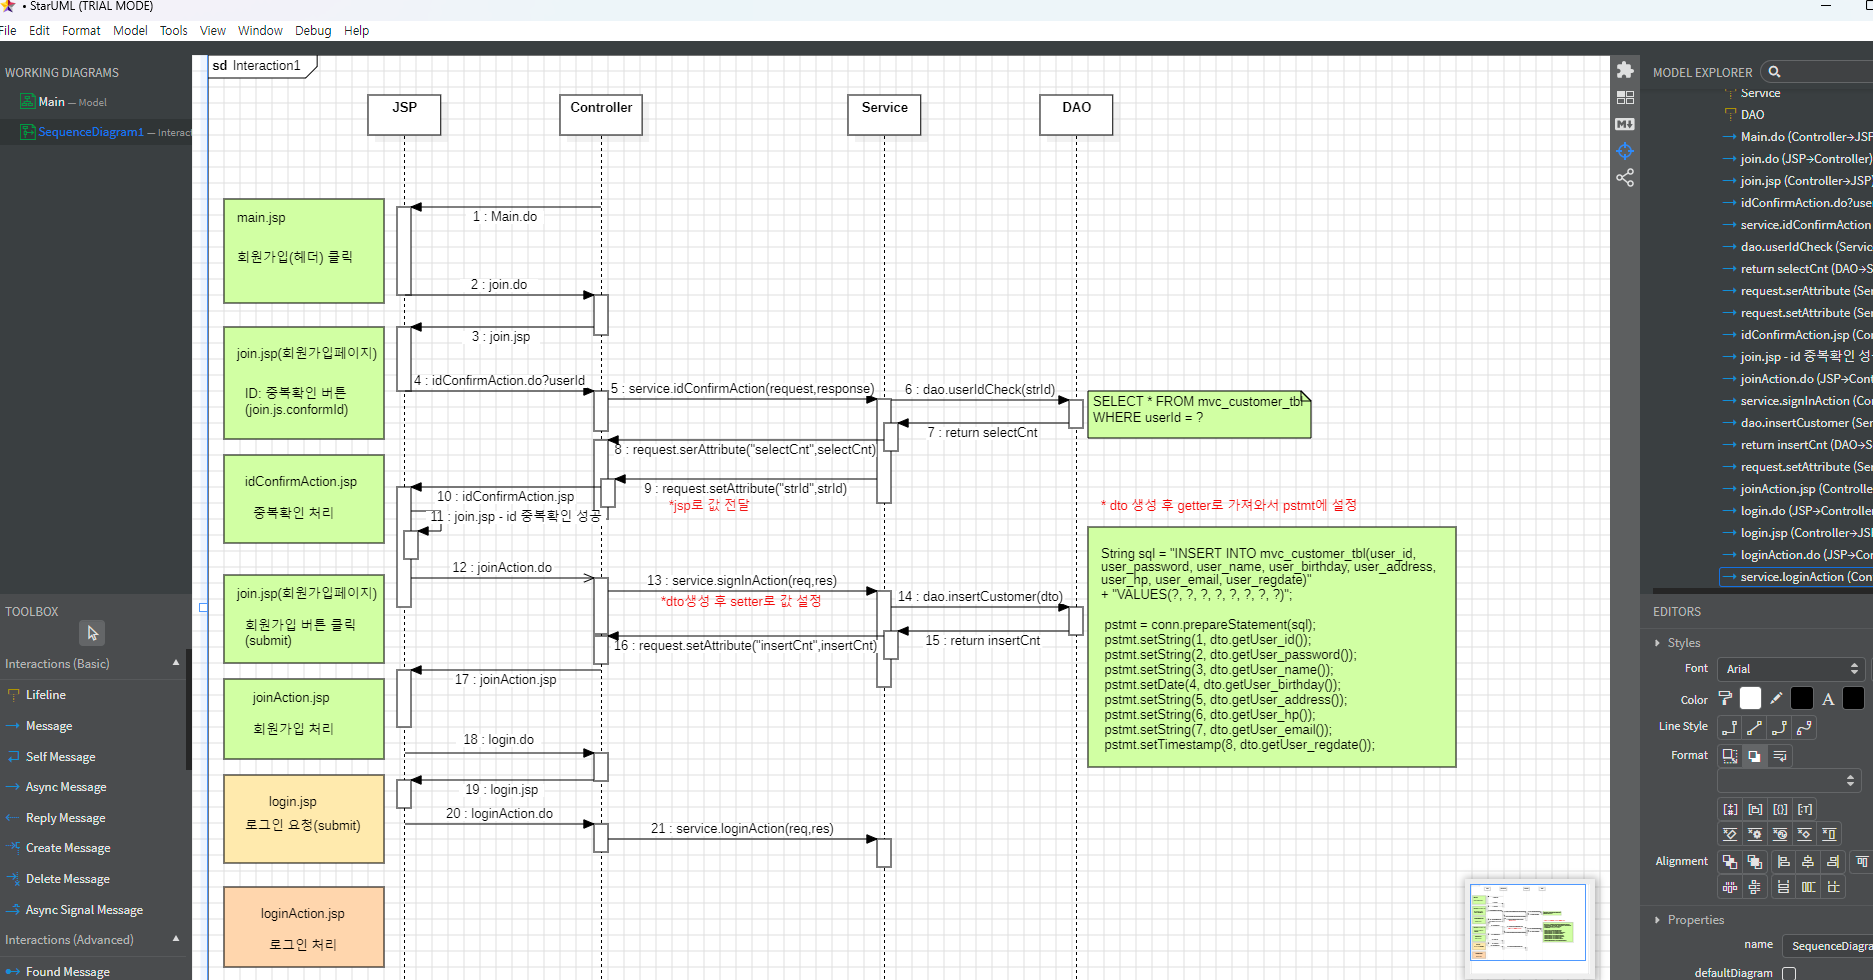 • StarUML (TRIAL MODE)
File Edit Format Model Tools View Window Debug Help
WORKING DIAGRAMS
Main — Model
SequenceDiagram1 — Interact
TOOLBOX
Interactions (Basic)
Lifeline
Message
Self Message
Async Message
Reply Message
Create Message
Delete Message
Async Signal Message
Interactions (Advanced)
Found Message
sd Interaction1
JSP
Controller
Service
DAO
main.jsp
회원가입(헤더) 클릭
1 : Main.do
2 : join.do
3 : join.jsp
join.jsp(회원가입페이지)
ID: 중복확인 버튼
(join.js.conformId)
4 : idConfirmAction.do?userId
5 : service.idConfirmAction(request,response)
6 : dao.userIdCheck(strId)
SELECT * FROM mvc_customer_tbl
WHERE userId = ?
7 : return selectCnt
8 : request.serAttribute("selectCnt",selectCnt)
9 : request.setAttribute("strId",strId)
*jsp로 값 전달
idConfirmAction.jsp
중복확인 처리
10 : idConfirmAction.jsp
11 : join.jsp - id 중복확인 성공
* dto 생성 후 getter로 가져와서 pstmt에 설정
12 : joinAction.do
13 : service.signInAction(req,res)
*dto생성 후 setter로 값 설정
14 : dao.insertCustomer(dto)
15 : return insertCnt
16 : request.setAttribute("insertCnt",insertCnt)
join.jsp(회원가입페이지)
회원가입 버튼 클릭
(submit)
String sql = "INSERT INTO mvc_customer_tbl(user_id,
user_password, user_name, user_birthday, user_address,
user_hp, user_email, user_regdate)"
+ "VALUES(?, ?, ?, ?, ?, ?, ?, ?)";
pstmt = conn.prepareStatement(sql);
pstmt.setString(1, dto.getUser_id());
pstmt.setString(2, dto.getUser_password());
pstmt.setString(3, dto.getUser_name());
pstmt.setDate(4, dto.getUser_birthday());
pstmt.setString(5, dto.getUser_address());
pstmt.setString(6, dto.getUser_hp());
pstmt.setString(7, dto.getUser_email());
pstmt.setTimestamp(8, dto.getUser_regdate());
17 : joinAction.jsp
joinAction.jsp
회원가입 처리
18 : login.do
19 : login.jsp
login.jsp
로그인 요청(submit)
20 : loginAction.do
21 : service.loginAction(req,res)
loginAction.jsp
로그인 처리
MODEL EXPLORER
Service
DAO
Main.do (Controller→JSP
join.do (JSP→Controller)
join.jsp (Controller→JSP)
idConfirmAction.do?use
service.idConfirmAction
dao.userIdCheck (Servic
return selectCnt (DAO→S
request.serAttribute (Ser
request.setAttribute (Ser
idConfirmAction.jsp (Co
join.jsp - id 중복확인 성
joinAction.do (JSP→Cont
service.signInAction (Co
dao.insertCustomer (Ser
return insertCnt (DAO→S
request.setAttribute (Ser
joinAction.jsp (Controlle
login.do (JSP→Controller
login.jsp (Controller→JS
loginAction.do (JSP→Co
service.loginAction (Con
EDITORS
Styles
Font Arial
Color A
Line Style
Format
Alignment
Properties
name SequenceDiagra
defaultDiagram